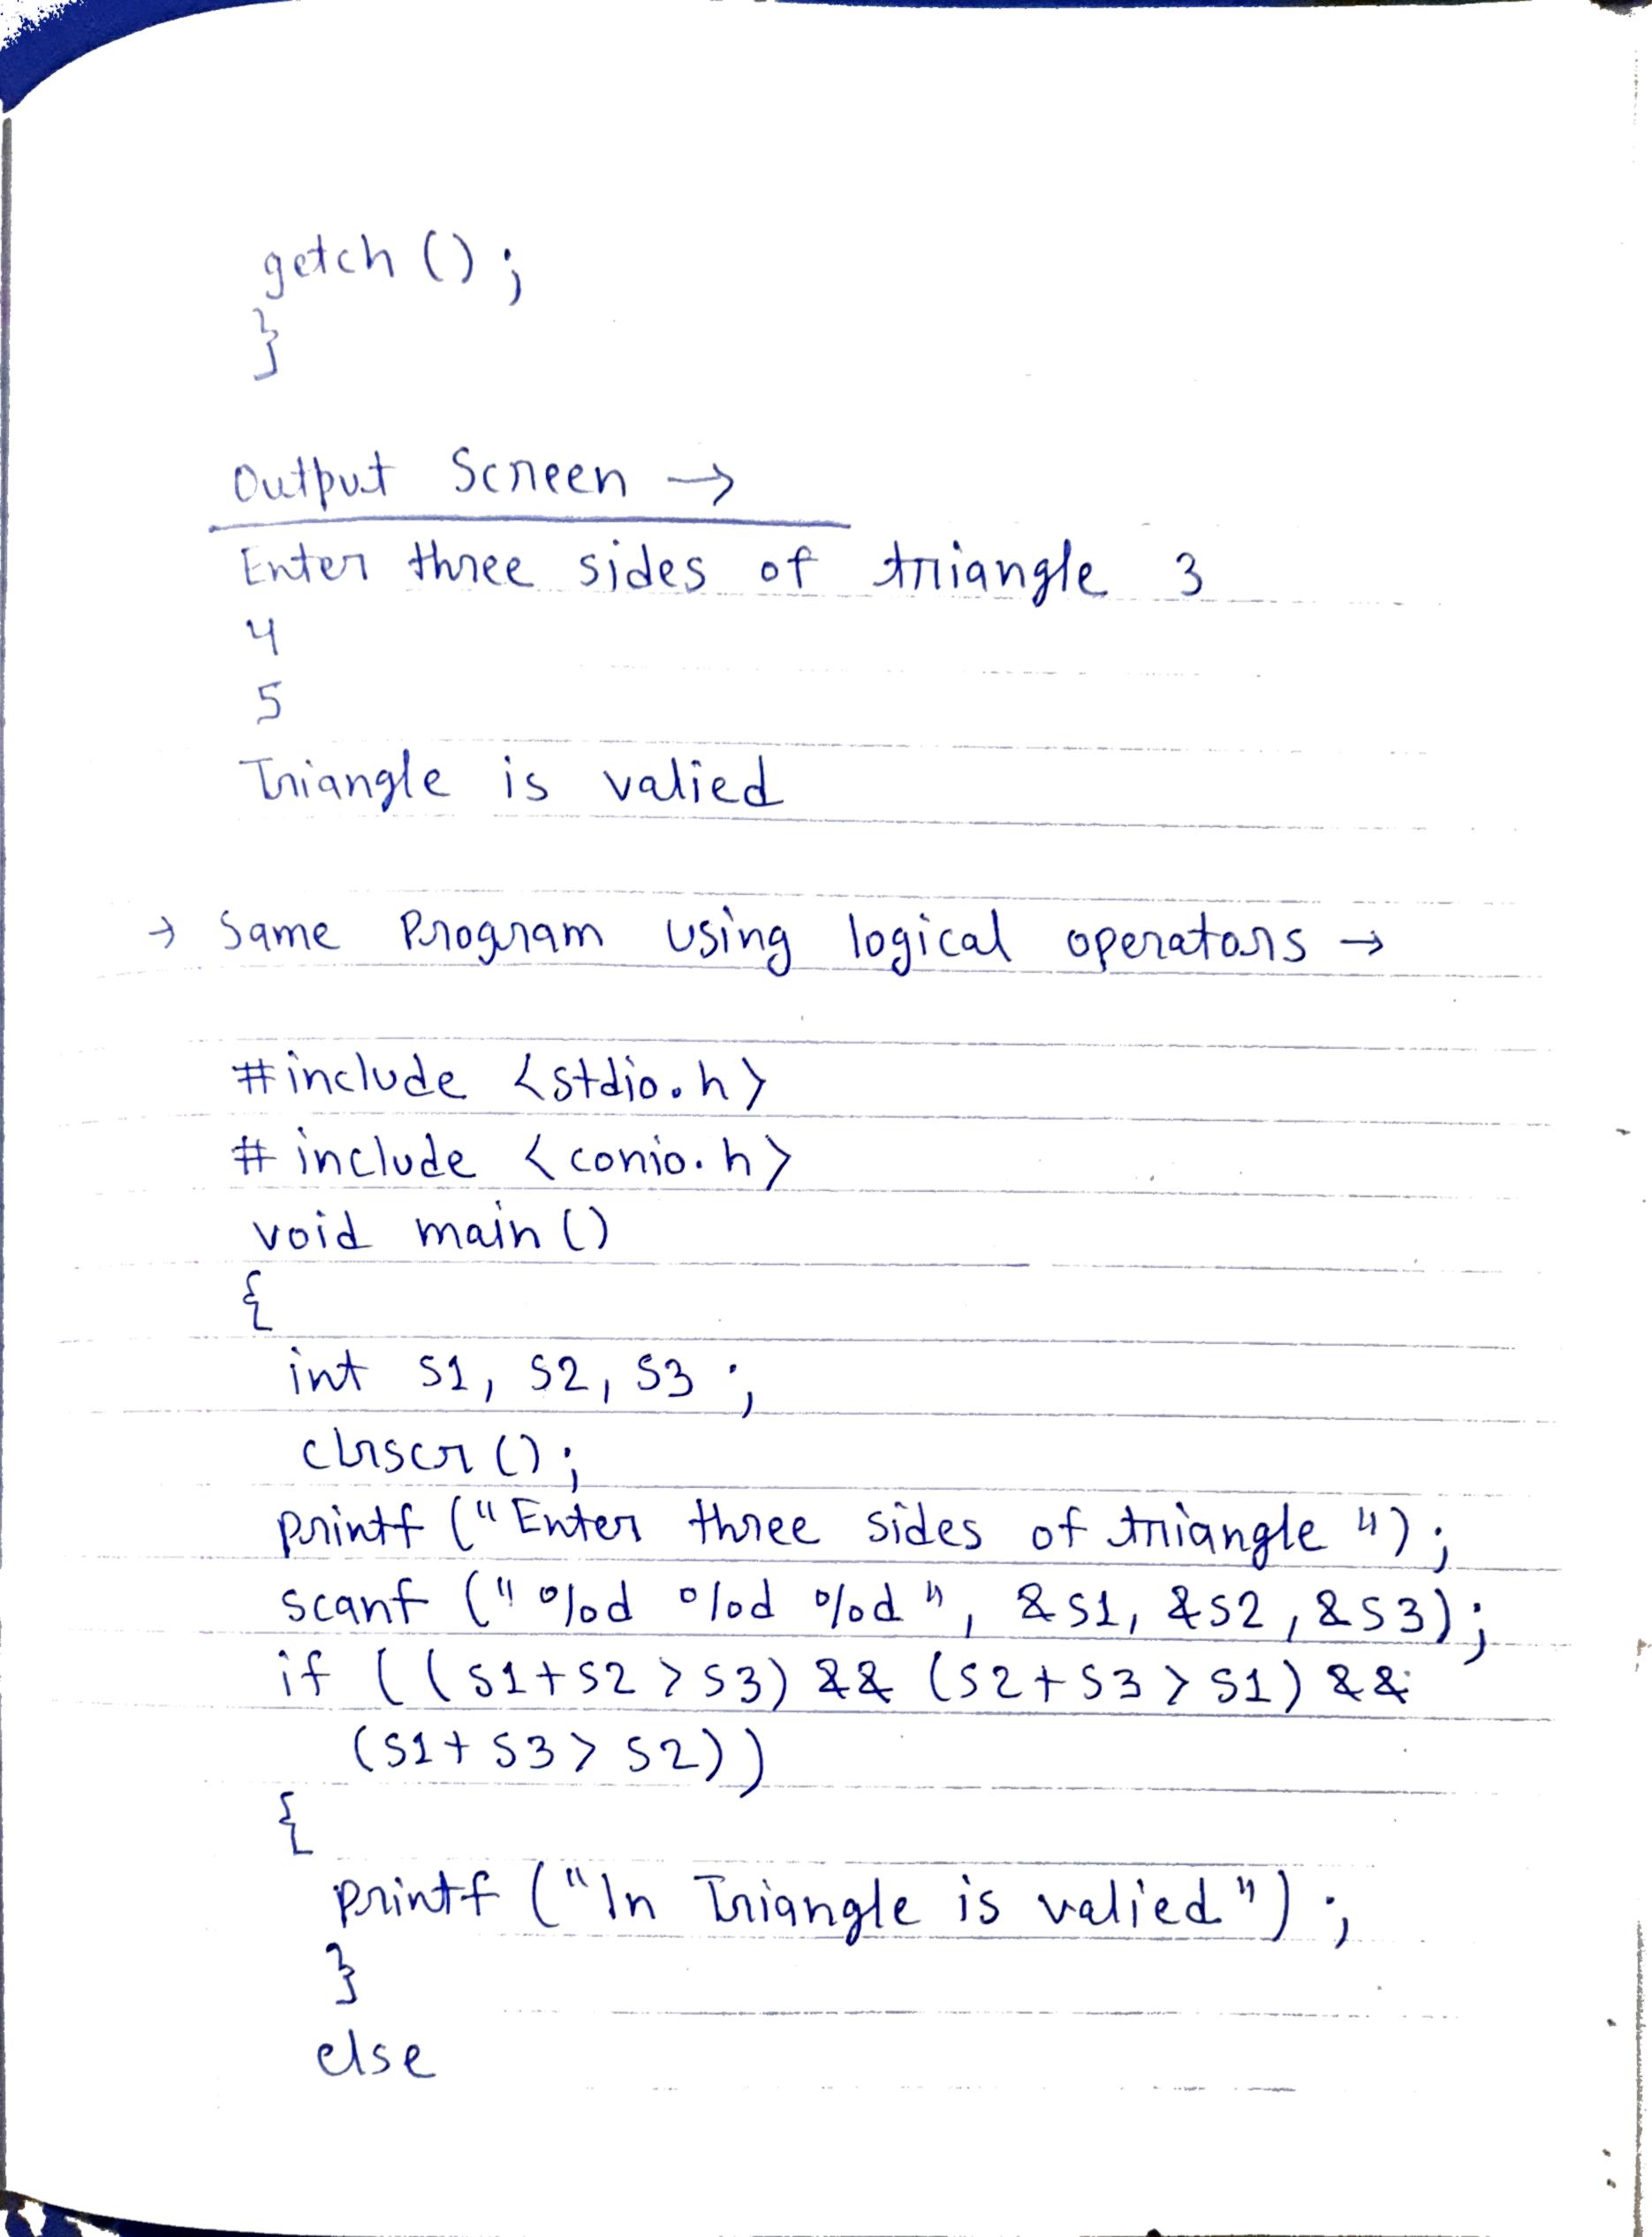 getch ();
}
Output Screen →
Enter three sides of triangle 3
4
5
Triangle is valied
→ Same Program using logical operators →
#include <stdio.h>
# include <conio.h>
void main ()
{
int s1, s2, s3 ;
clrscr ();
printf ("Enter three sides of triangle ");
scanf ("%d %d %d", &s1, &s2, &s3);
if ((s1+s2>s3) && (s2+s3>s1) &&
(s1+s3>s2))
{
printf ("In Triangle is valied");
}
else